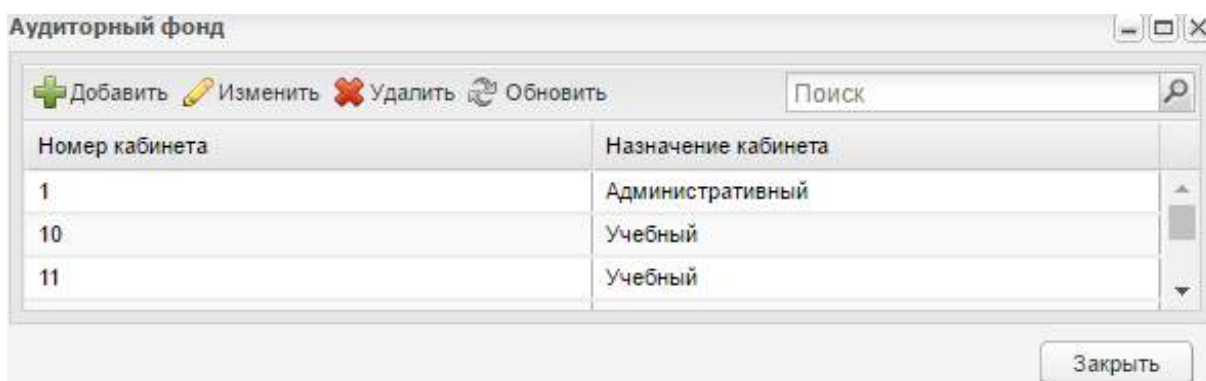 Аудиторный фонд
Добавить Изменить Удалить Обновить Поиск
Номер кабинета Назначение кабинета
1 Административный
10 Учебный
11 Учебный
Закрыть